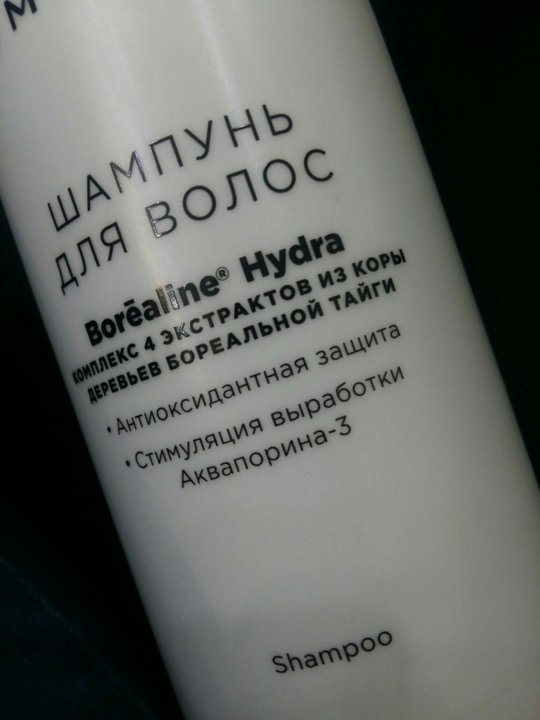 М
ШАМПУНЬ
ДЛЯ ВОЛОС
Borēaline® Hydra
КОМПЛЕКС 4 ЭКСТРАКТОВ ИЗ КОРЫ
ДЕРЕВЬЕВ БОРЕАЛЬНОЙ ТАЙГИ
• Антиоксидантная защита
• Стимуляция выработки
Аквапорина-3
Shampoo